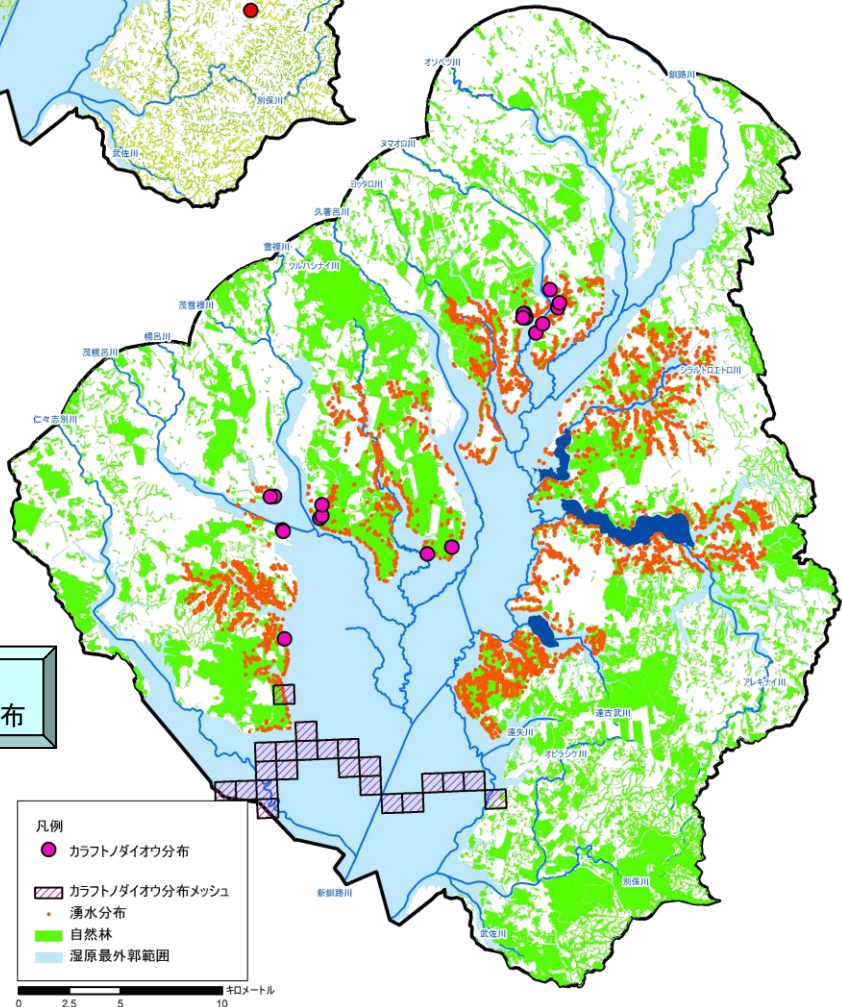 別保川
武佐川
オソベツ川
釧路川
ヌマオロ川
コッタロ川
久著呂川
雪裡川
ツルハシナイ川
茂雪裡川
幌呂川
茂幌呂川
仁々志別川
シラルトロエトロ川
アレキナイ川
遠古武川
遠矢川
オビラシケ川
別保川
武佐川
新釧路川
布
凡例
カラフトノダイオウ分布
カラフトノダイオウ分布メッシュ
湧水分布
自然林
湿原最外郭範囲
キロメートル
0 2.5 5 10